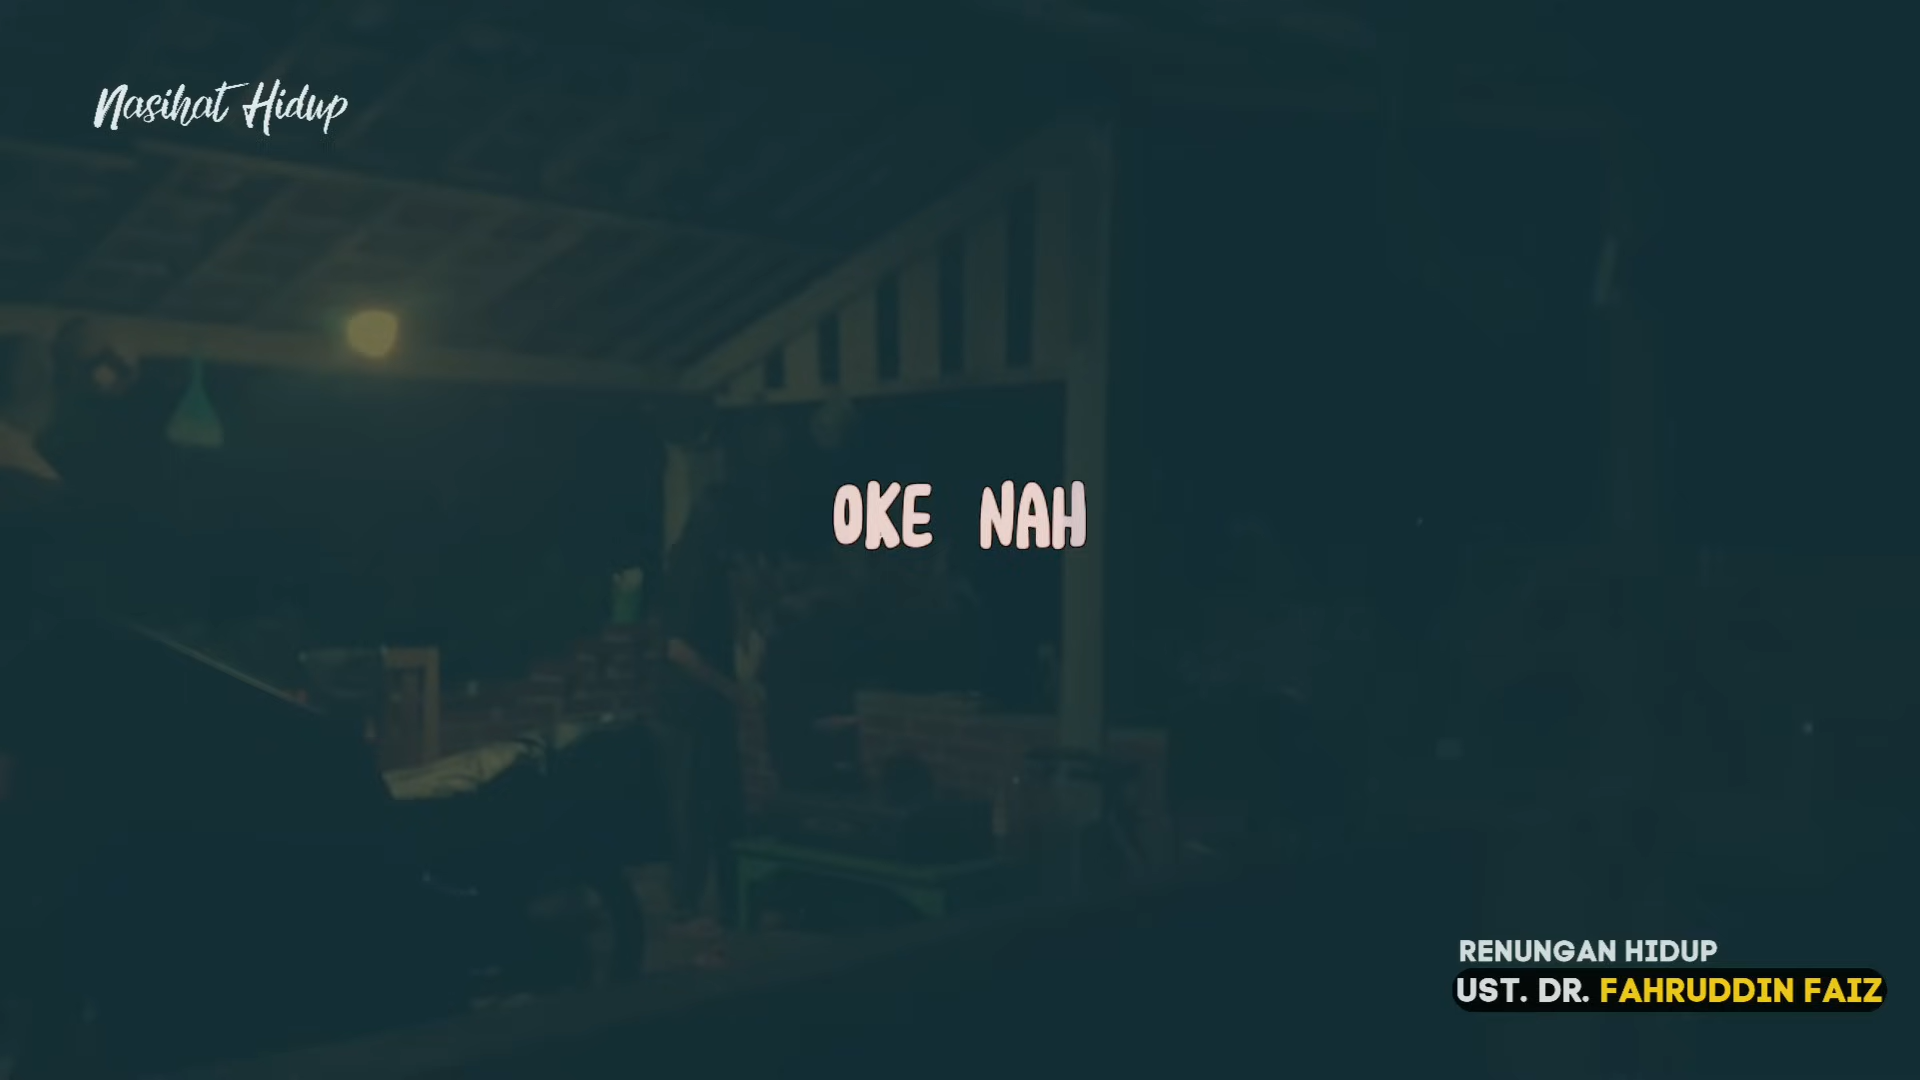 Nasihat Hidup
OKE NAH
RENUNGAN HIDUP
UST. DR. FAHRUDDIN FAIZ